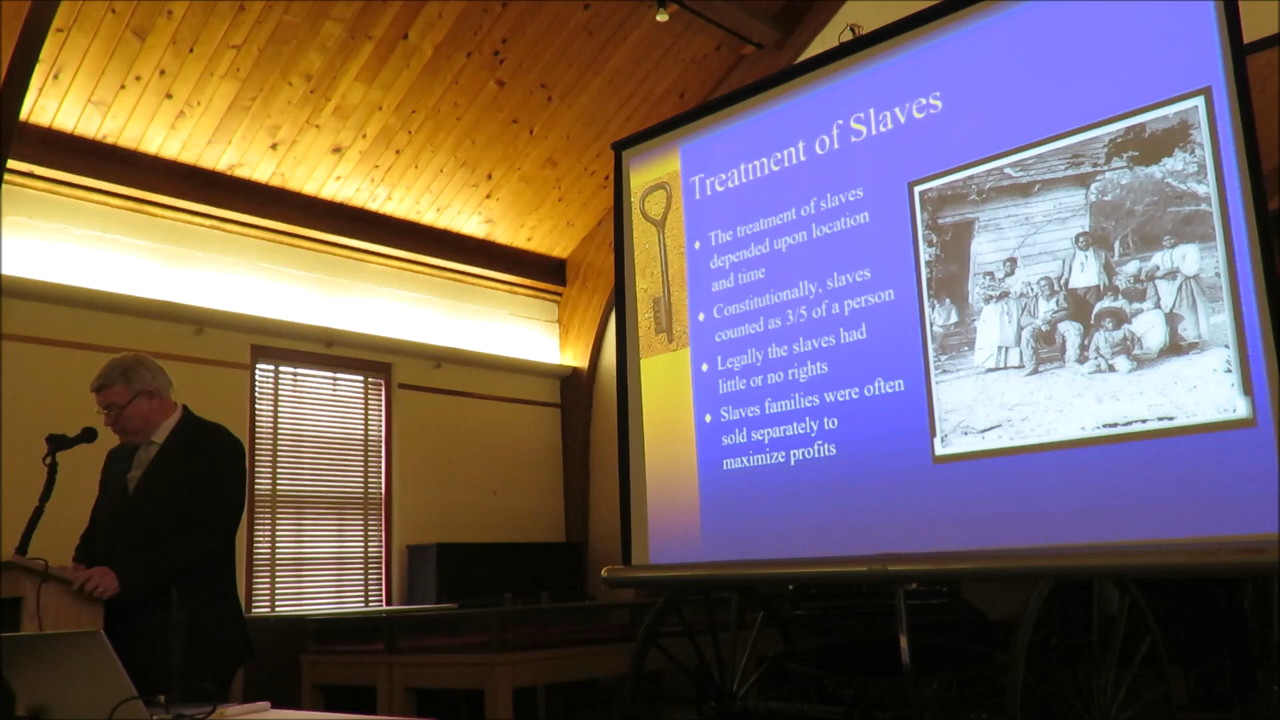 Treatment of Slaves
The treatment of slaves
depended upon location
and time
Constitutionally, slaves
counted as 3/5 of a person
Legally the slaves had
little or no rights
Slaves families were often
sold separately to
maximize profits